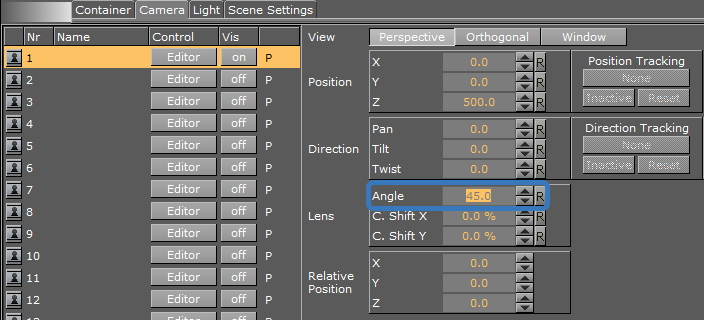 Container Camera Light Scene Settings
Nr Name Control Vis
1 Editor on P
2 Editor off P
3 Editor off P
4 Editor off P
5 Editor off P
6 Editor off P
7 Editor off P
8 Editor off P
9 Editor off P
10 Editor off P
11 Editor off P
12 Editor off P
View Perspective Orthogonal Window
Position
X 0.0 R
Y 0.0 R
Z 500.0 R
Position Tracking
None
Inactive Reset
Direction
Pan 0.0 R
Tilt 0.0 R
Twist 0.0 R
Direction Tracking
None
Inactive Reset
Lens
Angle 45.0 R
C. Shift X 0.0 % R
C. Shift Y 0.0 % R
Relative
Position
X 0.0
Y 0.0
Z 0.0